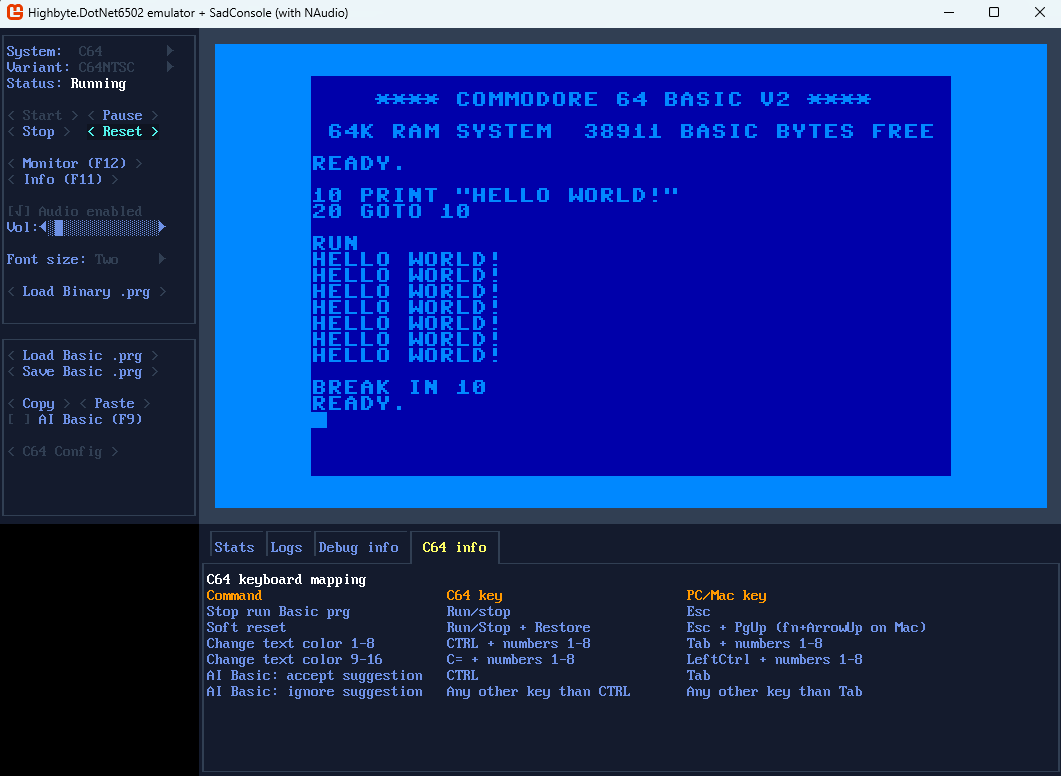 Highbyte.DotNet6502 emulator + SadConsole (with NAudio)
System: C64
Variant: C64NTSC
Status: Running
< Start > < Pause >
< Stop > < Reset >
< Monitor (F12) >
< Info (F11) >
[√] Audio enabled
Vol:
Font size: Two
< Load Binary .prg >
< Load Basic .prg >
< Save Basic .prg >
< Copy > < Paste >
[ ] AI Basic (F9)
< C64 Config >
**** COMMODORE 64 BASIC V2 ****
64K RAM SYSTEM 38911 BASIC BYTES FREE
READY.
10 PRINT "HELLO WORLD!"
20 GOTO 10
RUN
HELLO WORLD!
HELLO WORLD!
HELLO WORLD!
HELLO WORLD!
HELLO WORLD!
HELLO WORLD!
HELLO WORLD!
BREAK IN 10
READY.
Stats Logs Debug info C64 info
C64 keyboard mapping
Command C64 key PC/Mac key
Stop run Basic prg Run/stop Esc
Soft reset Run/Stop + Restore Esc + PgUp (fn+ArrowUp on Mac)
Change text color 1-8 CTRL + numbers 1-8 Tab + numbers 1-8
Change text color 9-16 C= + numbers 1-8 LeftCtrl + numbers 1-8
AI Basic: accept suggestion CTRL Tab
AI Basic: ignore suggestion Any other key than CTRL Any other key than Tab